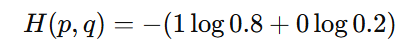 H(p, q) = −(1 log 0.8 + 0 log 0.2)